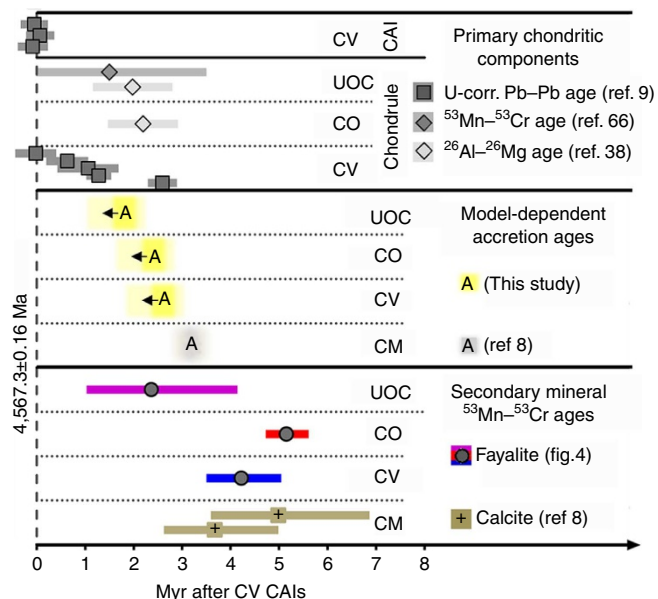 CV
CAI
Primary chondritic
components
UOC
CO
CV
Chondrule
U-corr. Pb–Pb age (ref. 9)
53Mn–53Cr age (ref. 66)
26Al–26Mg age (ref. 38)
A
UOC
A
CO
A
CV
A
CM
Model-dependent
accretion ages
A (This study)
A (ref 8)
4,567.3±0.16 Ma
UOC
CO
CV
CM
Secondary mineral
53Mn–53Cr ages
Fayalite (fig.4)
+ Calcite (ref 8)
+
+
0 1 2 3 4 5 6 7 8
Myr after CV CAIs